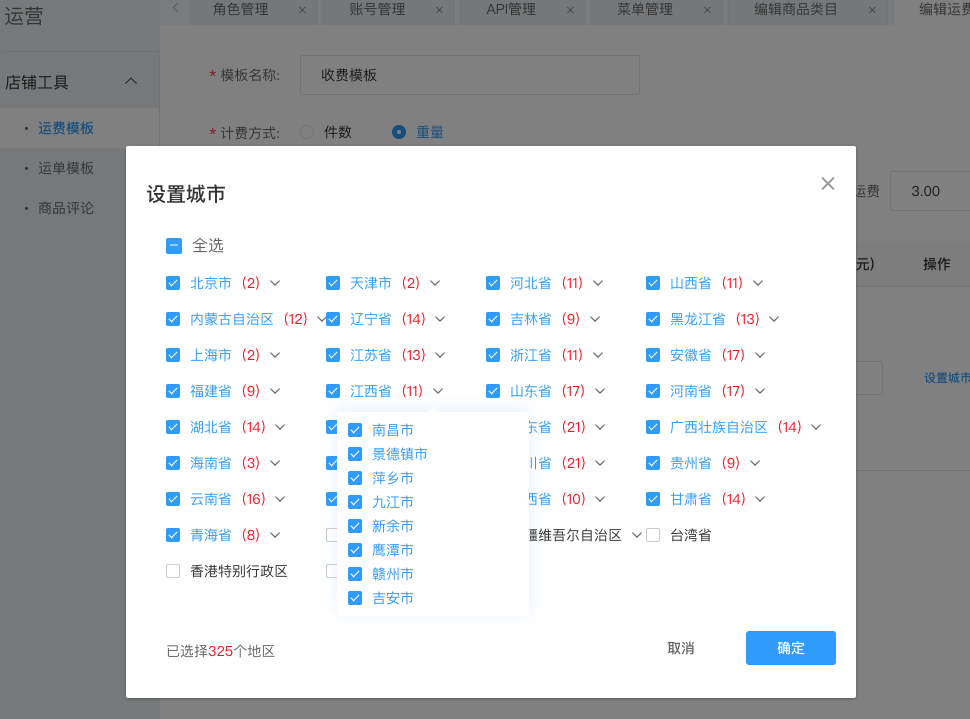 运营
角色管理 账号管理 API管理 菜单管理 编辑商品类目 编辑运费
店铺工具
* 模板名称: 收费模板
运费模板
* 计费方式: 件数 重量
运单模板
商品评论
运费 3.00
元) 操作
设置城市
设置城市
全选
北京市 (2) 天津市 (2) 河北省 (11) 山西省 (11)
内蒙古自治区 (12) 辽宁省 (14) 吉林省 (9) 黑龙江省 (13)
上海市 (2) 江苏省 (13) 浙江省 (11) 安徽省 (17)
福建省 (9) 江西省 (11) 山东省 (17) 河南省 (17)
湖北省 (14) 东省 (21) 广西壮族自治区 (14)
海南省 (3) 川省 (21) 贵州省 (9)
云南省 (16) 西省 (10) 甘肃省 (14)
青海省 (8) 疆维吾尔自治区 台湾省
香港特别行政区
南昌市
景德镇市
萍乡市
九江市
新余市
鹰潭市
赣州市
吉安市
已选择325个地区
取消 确定